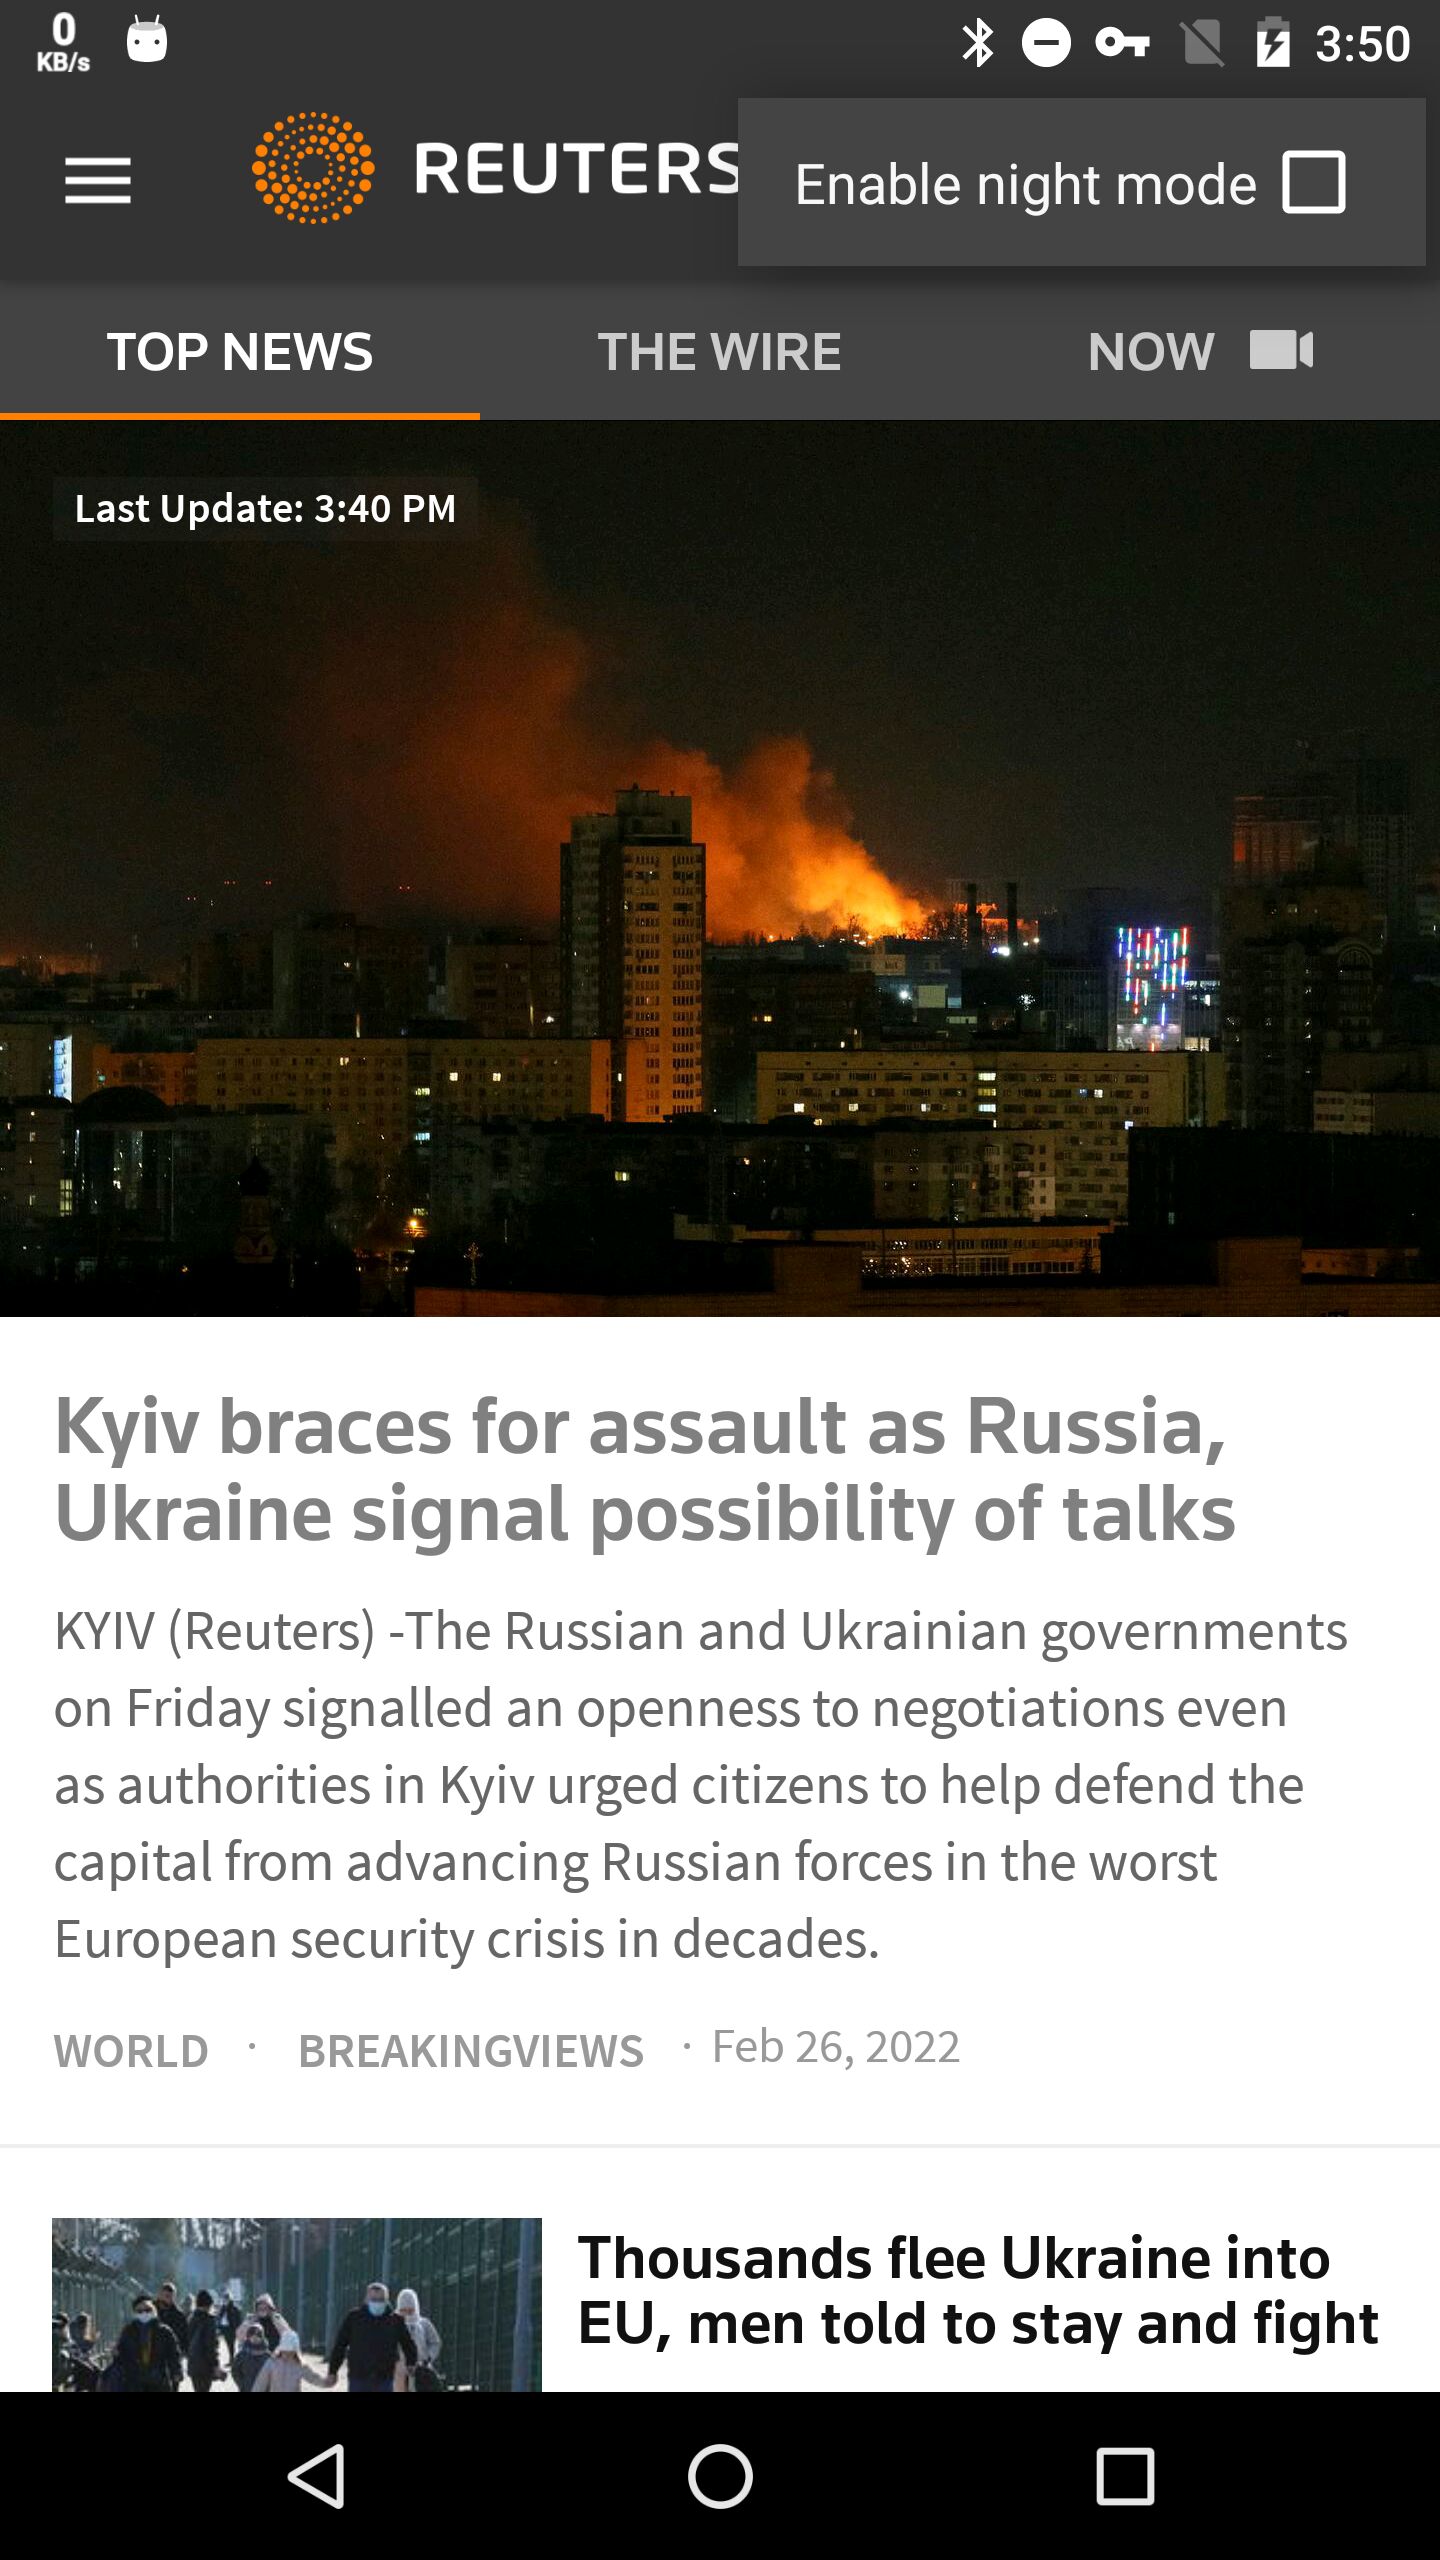 0
KB/s
3:50
REUTERS
Enable night mode
TOP NEWS
THE WIRE
NOW
Last Update: 3:40 PM
Kyiv braces for assault as Russia,
Ukraine signal possibility of talks
KYIV (Reuters) -The Russian and Ukrainian governments
on Friday signalled an openness to negotiations even
as authorities in Kyiv urged citizens to help defend the
capital from advancing Russian forces in the worst
European security crisis in decades.
WORLD · BREAKINGVIEWS · Feb 26, 2022
Thousands flee Ukraine into
EU, men told to stay and fight